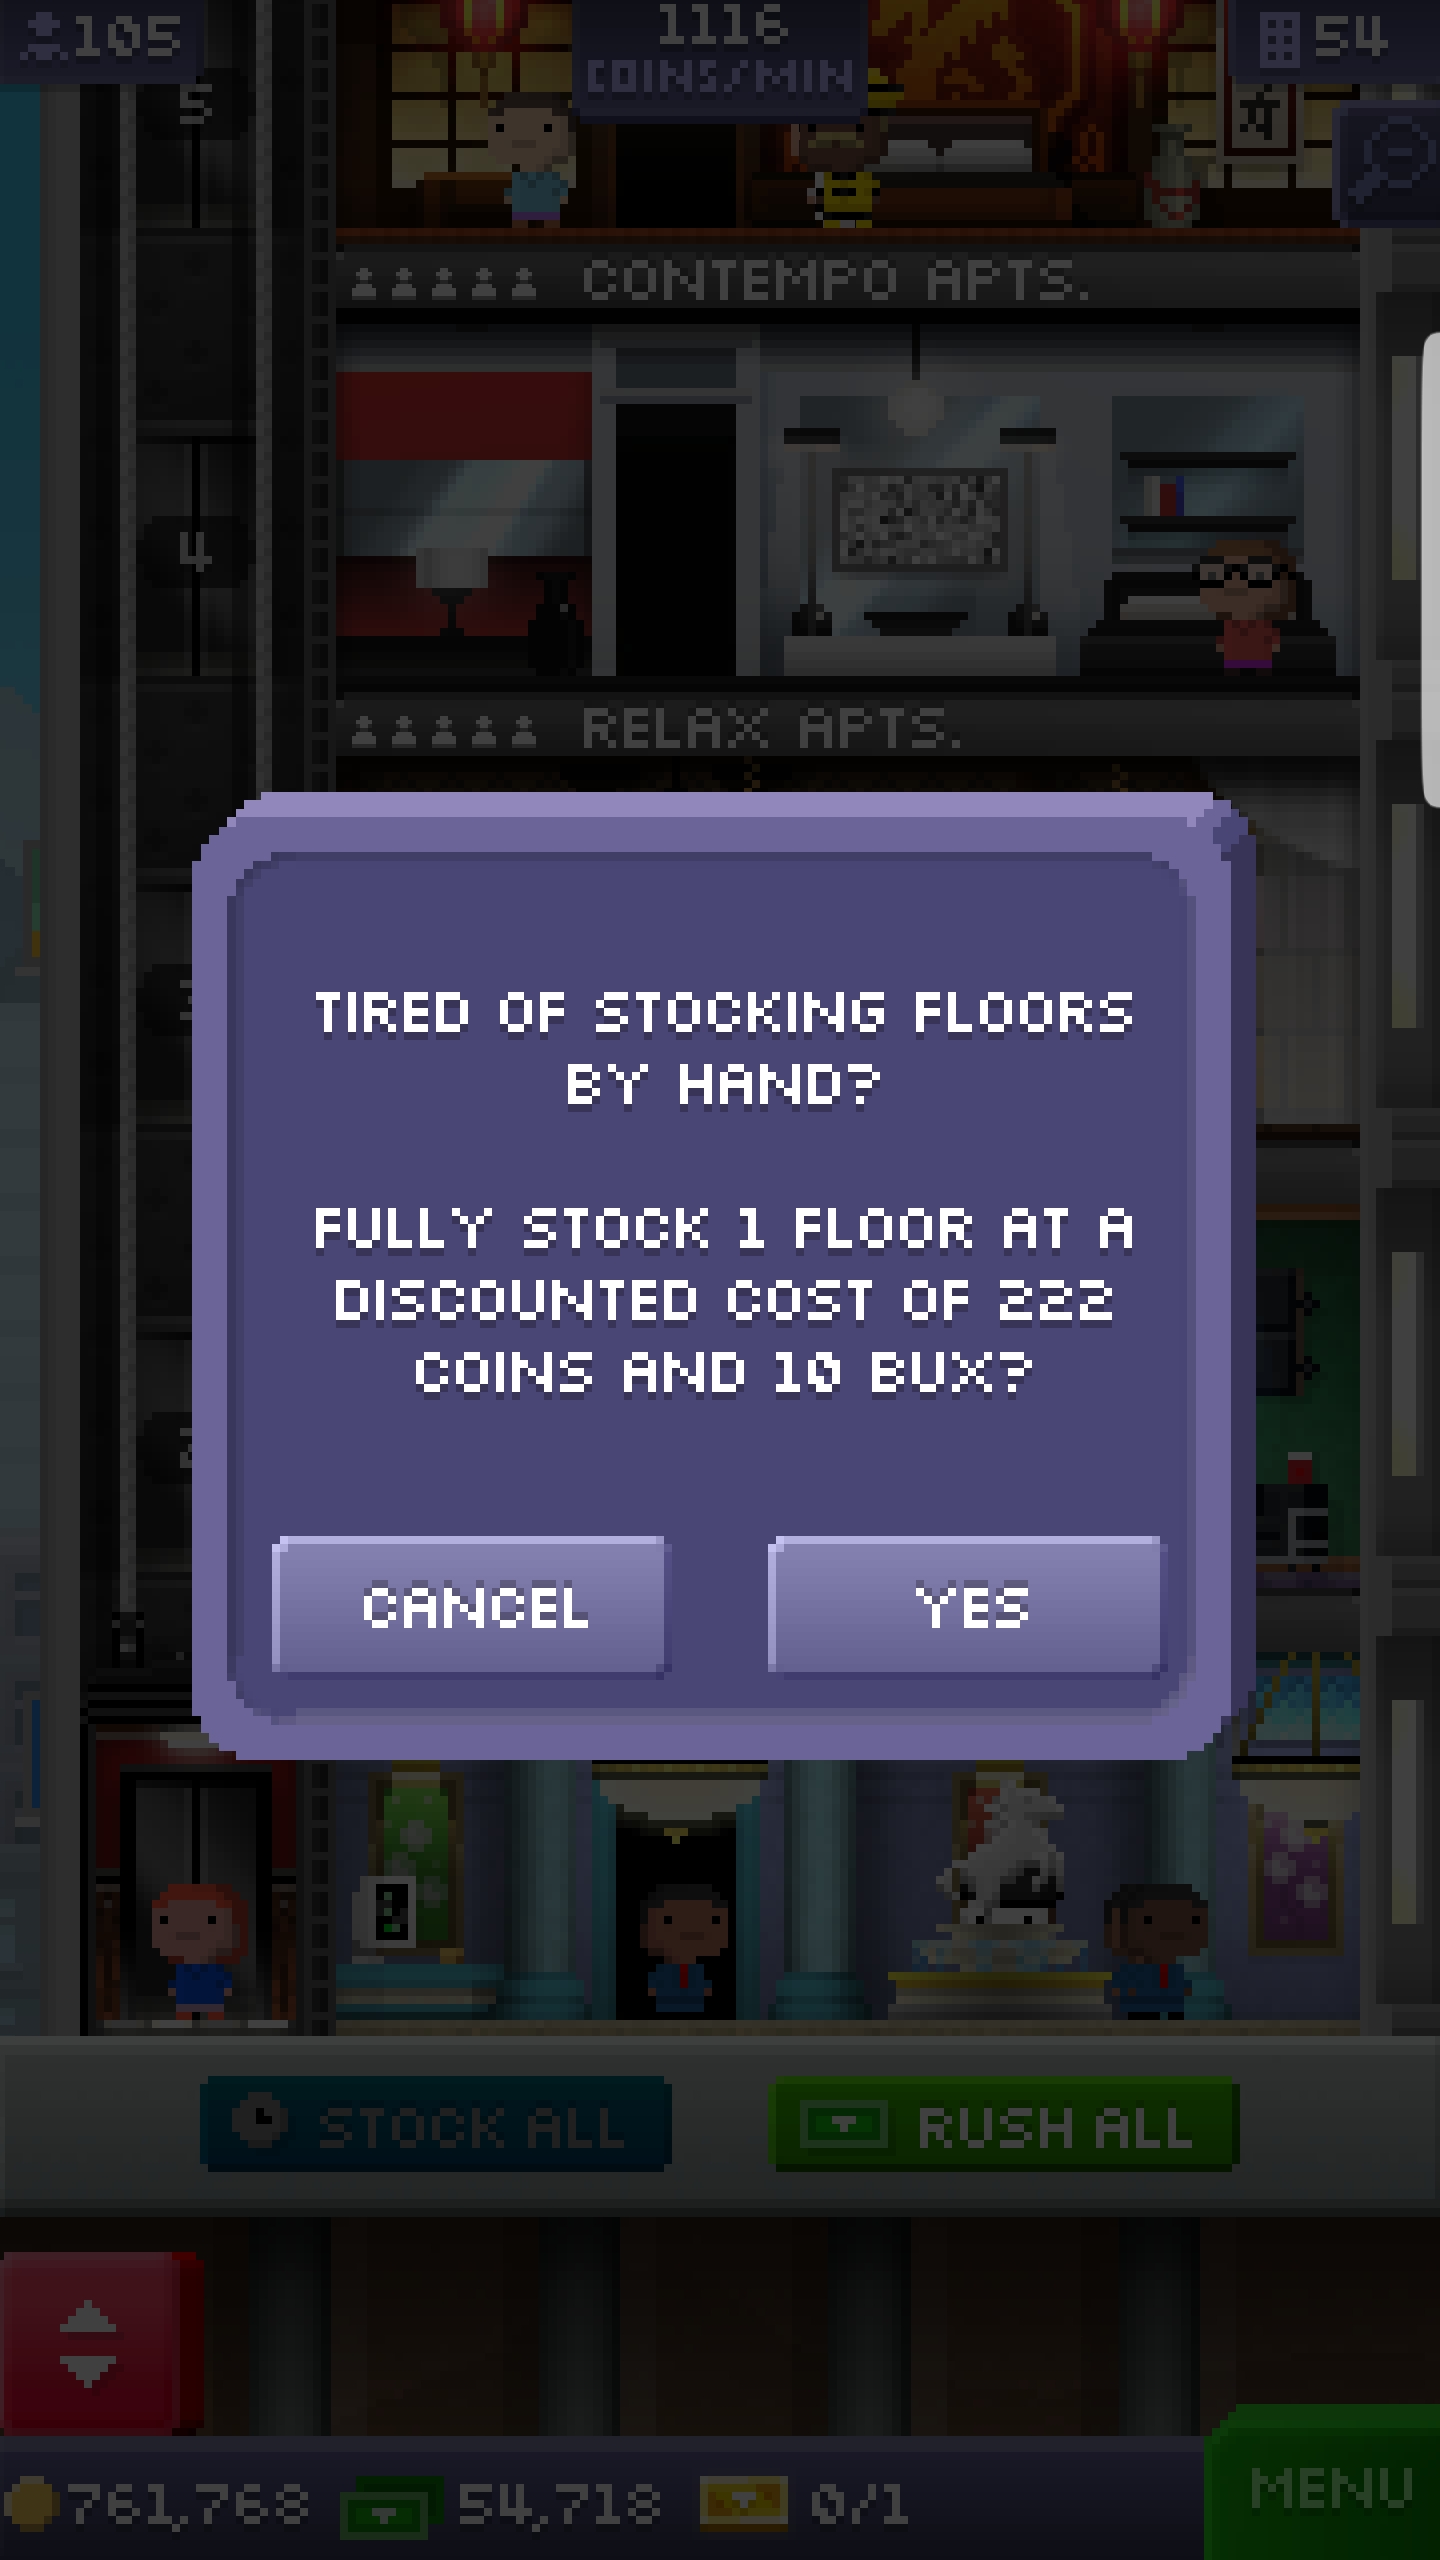 105
1116
COINS/MIN
54
5
CONTEMPO APTS.
4
RELAX APTS.
TIRED OF STOCKING FLOORS
BY HAND?
FULLY STOCK 1 FLOOR AT A
DISCOUNTED COST OF 222
COINS AND 10 BUX?
CANCEL
YES
STOCK ALL
RUSH ALL
761,768
54,718
0/1
MENU